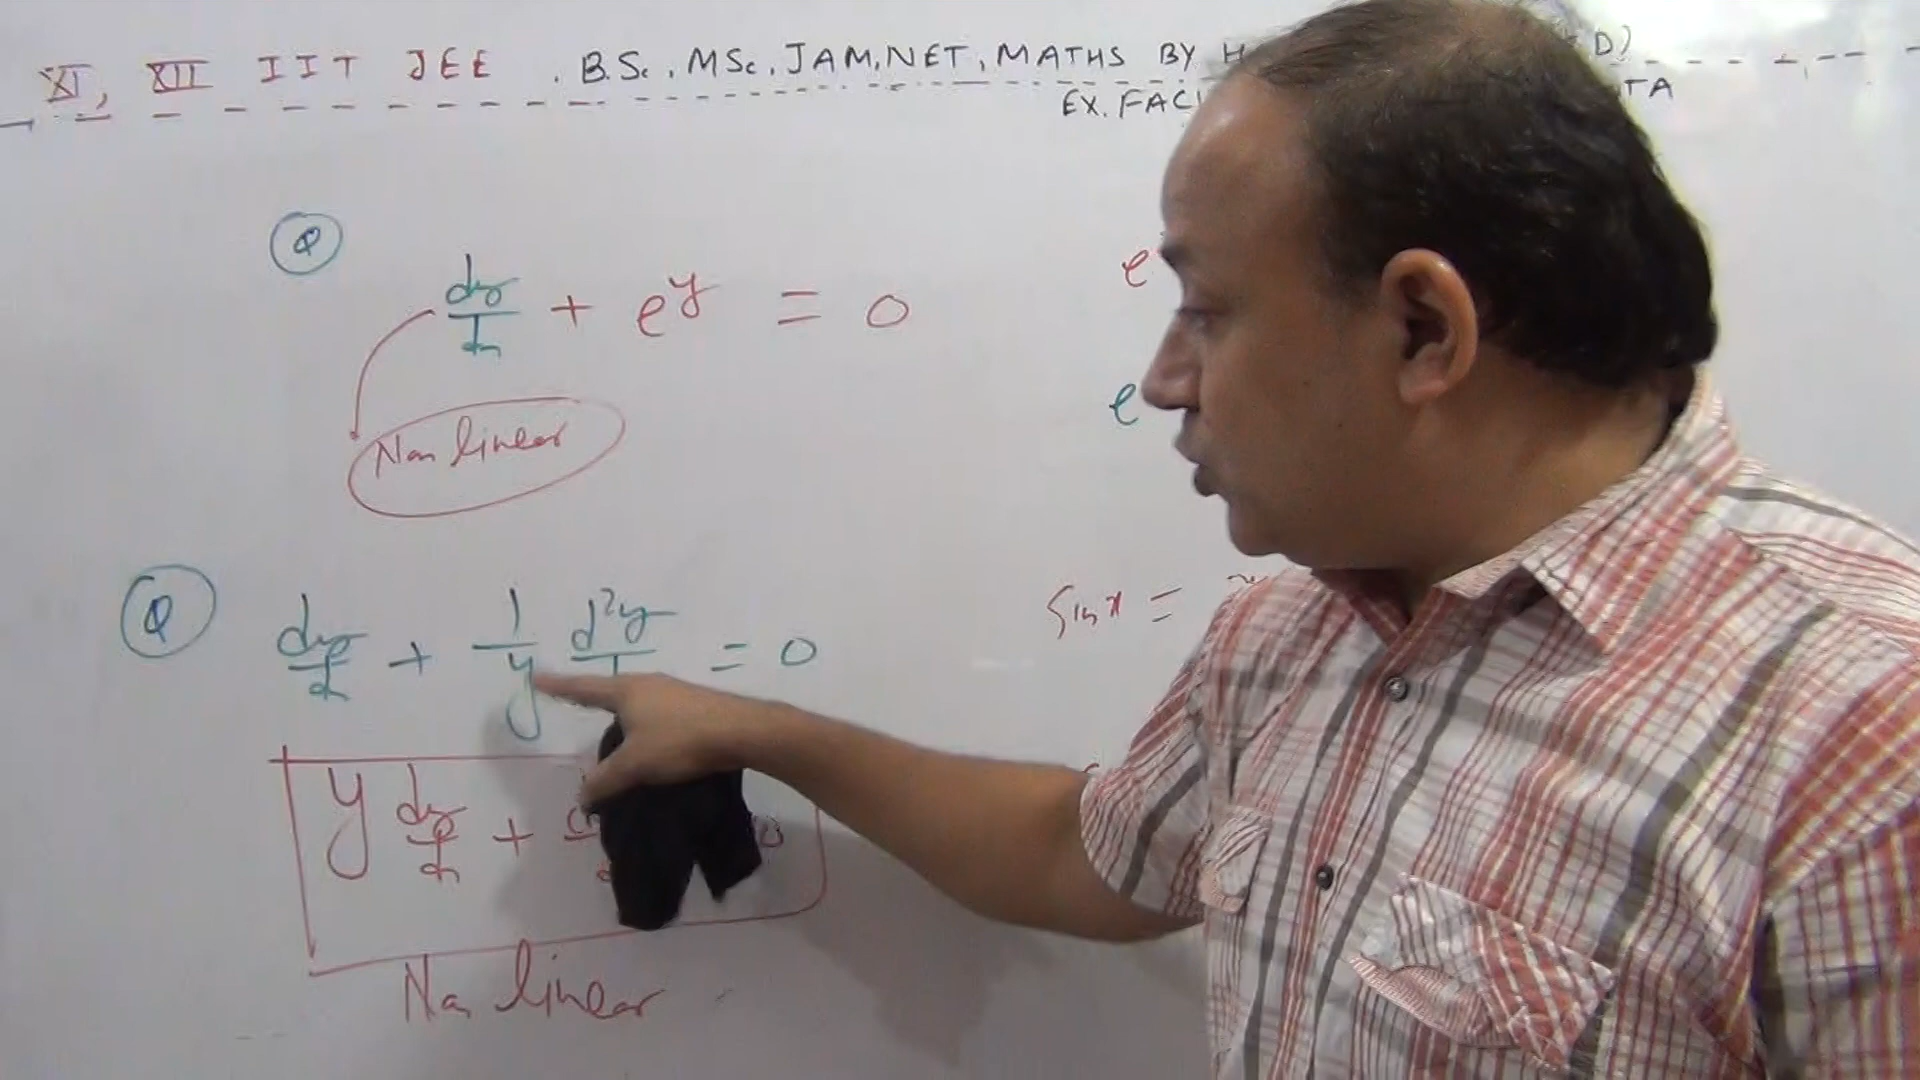 XI, XII IIT JEE . B.Sc, MSc, JAM, NET, MATHS BY H D)
EX. FACU TA
Q
dy/dx + e^y = 0
Non linear
e
e
Q
dy/dx + 1/y d²y = 0
sin x =
y dy/dx +
Non linear